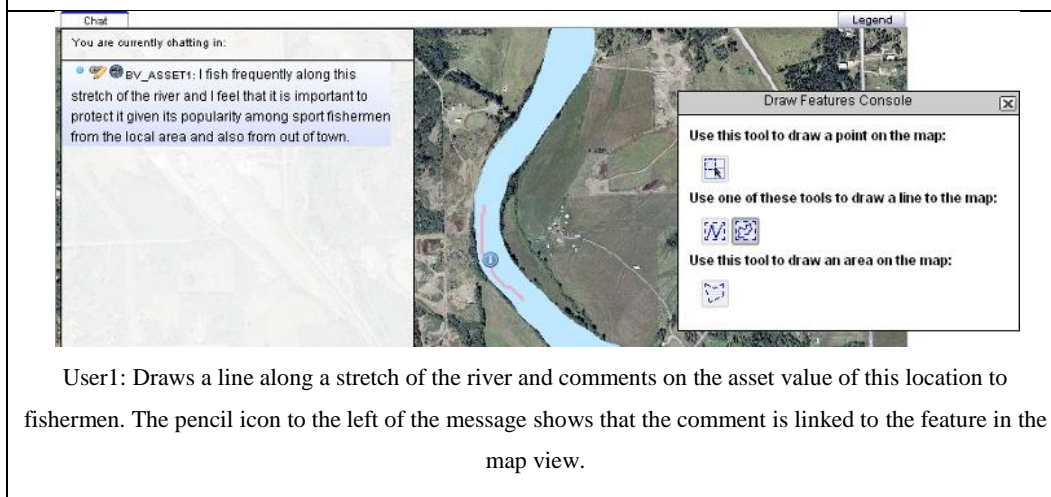 Chat
Legend
You are currently chatting in:
BV_ASSET1: I fish frequently along this
stretch of the river and I feel that it is important to
protect it given its popularity among sport fishermen
from the local area and also from out of town.
Draw Features Console
Use this tool to draw a point on the map:
Use one of these tools to draw a line to the map:
Use this tool to draw an area on the map:
User1: Draws a line along a stretch of the river and comments on the asset value of this location to
fishermen. The pencil icon to the left of the message shows that the comment is linked to the feature in the
map view.